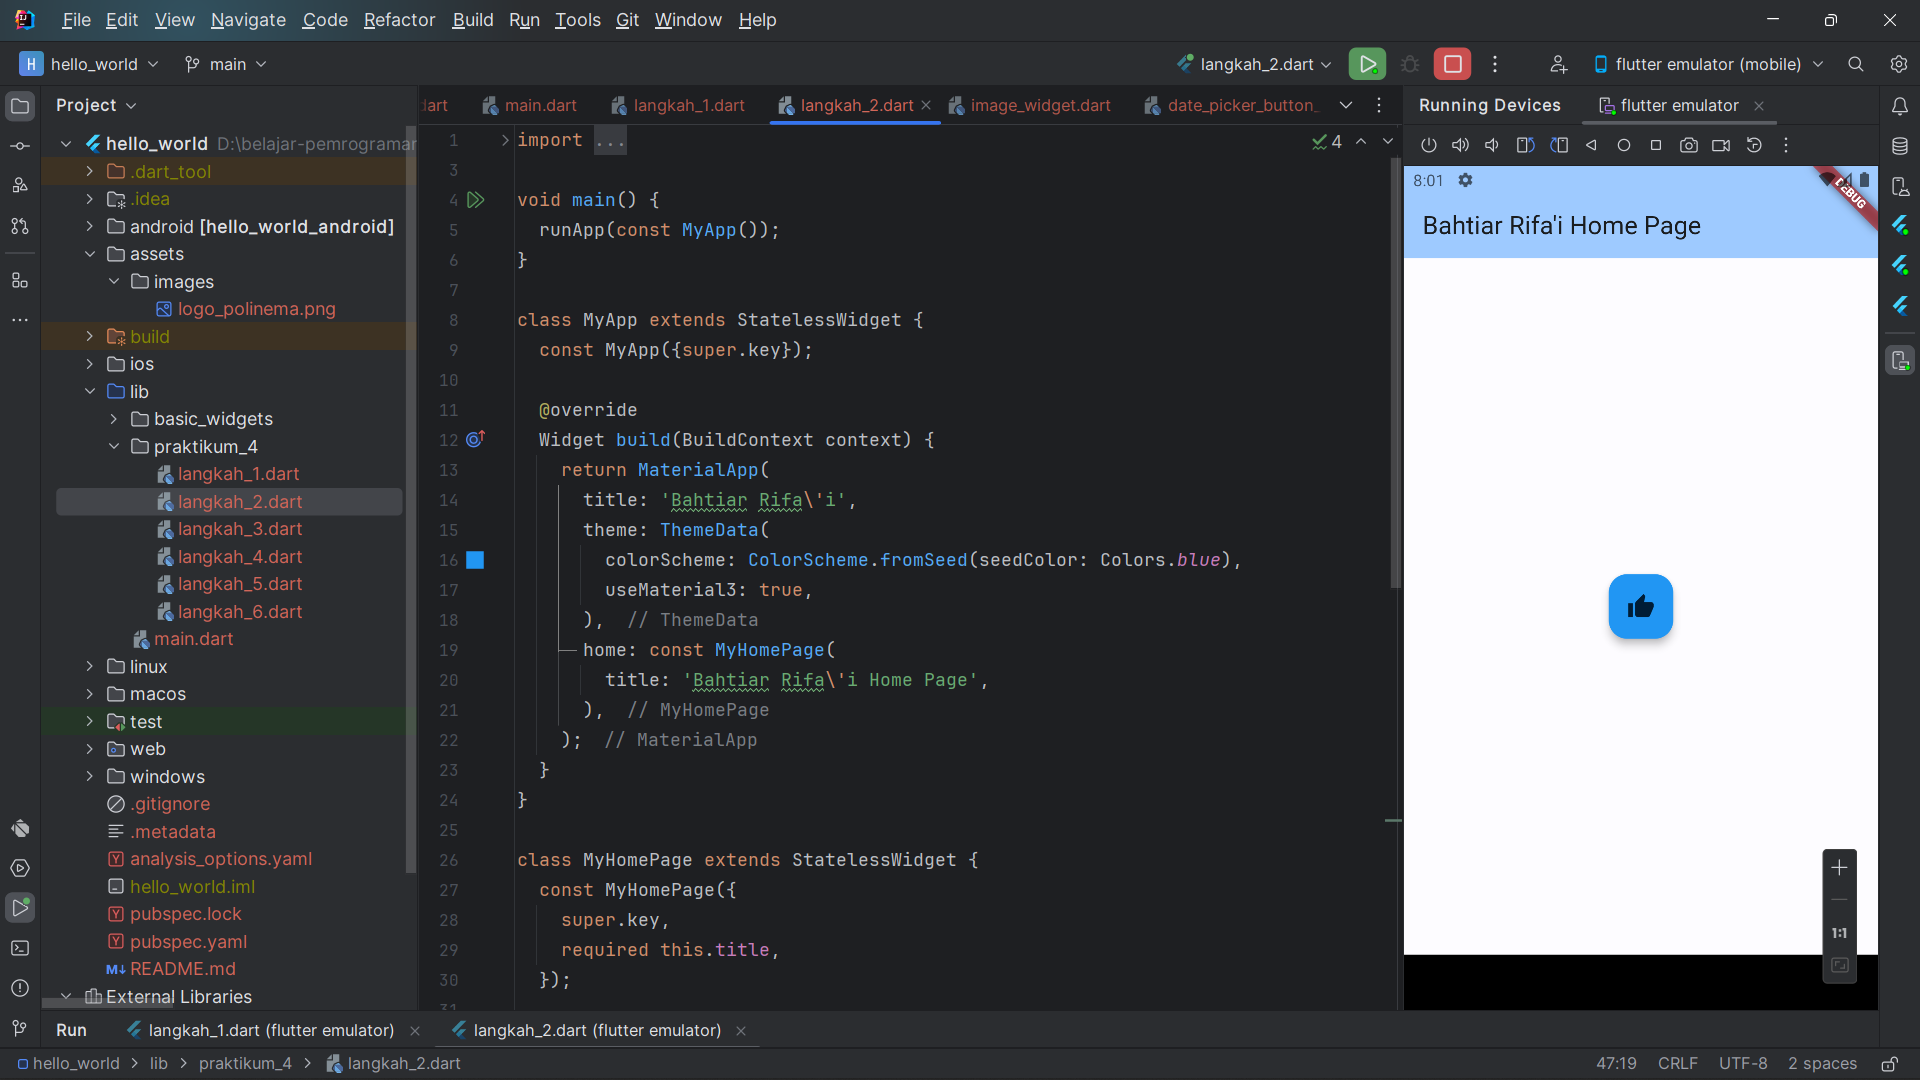 File Edit View Navigate Code Refactor Build Run Tools Git Window Help
H hello_world main langkah_2.dart flutter emulator (mobile)
Project
hello_world D:\belajar-pemrogramar
.dart_tool
.idea
android [hello_world_android]
assets
images
logo_polinema.png
build
ios
lib
basic_widgets
praktikum_4
langkah_1.dart
langkah_2.dart
langkah_3.dart
langkah_4.dart
langkah_5.dart
langkah_6.dart
main.dart
linux
macos
test
web
windows
.gitignore
.metadata
analysis_options.yaml
hello_world.iml
pubspec.lock
pubspec.yaml
README.md
External Libraries
dart main.dart langkah_1.dart langkah_2.dart image_widget.dart date_picker_button_
4
1 import ...
3
4 void main() {
5 runApp(const MyApp());
6 }
7
8 class MyApp extends StatelessWidget {
9 const MyApp({super.key});
10
11 @override
12 Widget build(BuildContext context) {
13 return MaterialApp(
14 title: 'Bahtiar Rifa\'i',
15 theme: ThemeData(
16 colorScheme: ColorScheme.fromSeed(seedColor: Colors.blue),
17 useMaterial3: true,
18 ), // ThemeData
19 home: const MyHomePage(
20 title: 'Bahtiar Rifa\'i Home Page',
21 ), // MyHomePage
22 ); // MaterialApp
23 }
24 }
25
26 class MyHomePage extends StatelessWidget {
27 const MyHomePage({
28 super.key,
29 required this.title,
30 });
31
Running Devices flutter emulator
8:01
DEBUG
Bahtiar Rifa'i Home Page
1:1
Run langkah_1.dart (flutter emulator) langkah_2.dart (flutter emulator)
hello_world lib praktikum_4 langkah_2.dart 47:19 CRLF UTF-8 2 spaces